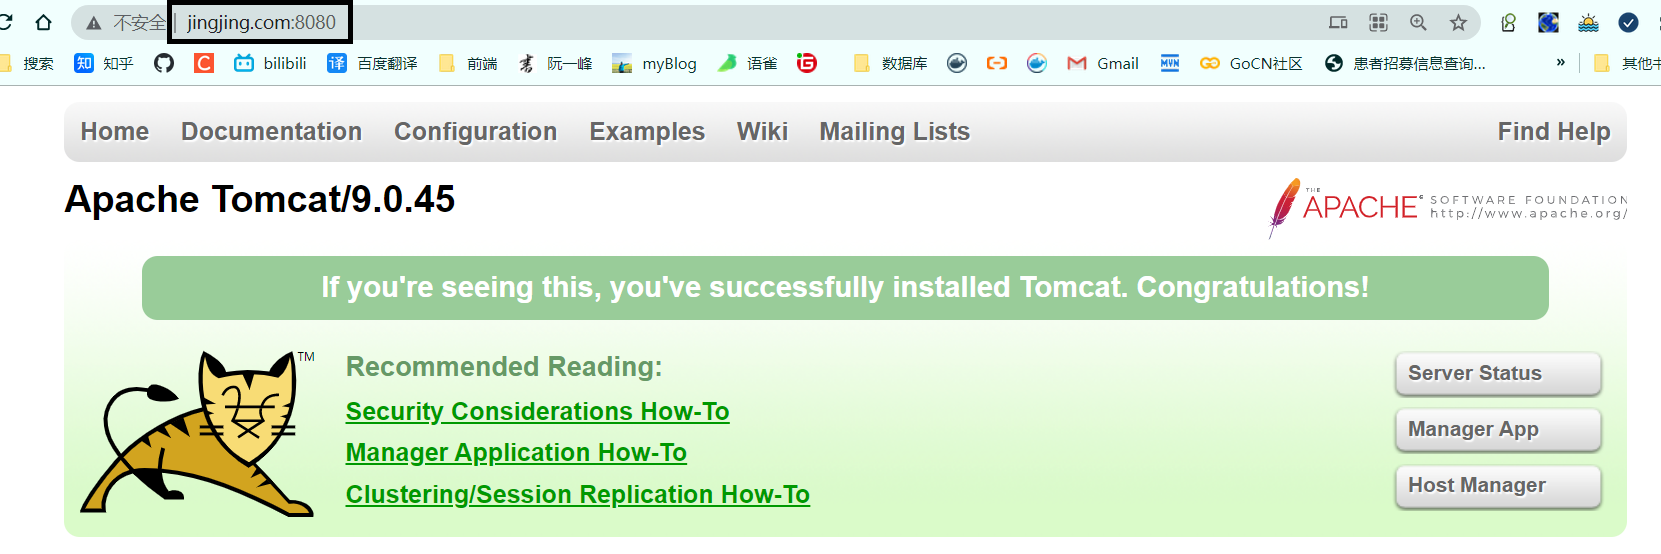 不安全 | jingjing.com:8080
搜索 知 知乎 C bilibili 译 百度翻译 前端 阮一峰 myBlog 语雀 G 数据库 Gmail MVN GoCN社区 患者招募信息查询... » 其他书
Home Documentation Configuration Examples Wiki Mailing Lists Find Help
Apache Tomcat/9.0.45
THE APACHE® SOFTWARE FOUNDATION
http://www.apache.org/
If you're seeing this, you've successfully installed Tomcat. Congratulations!
TM
Recommended Reading:
Security Considerations How-To
Manager Application How-To
Clustering/Session Replication How-To
Server Status
Manager App
Host Manager